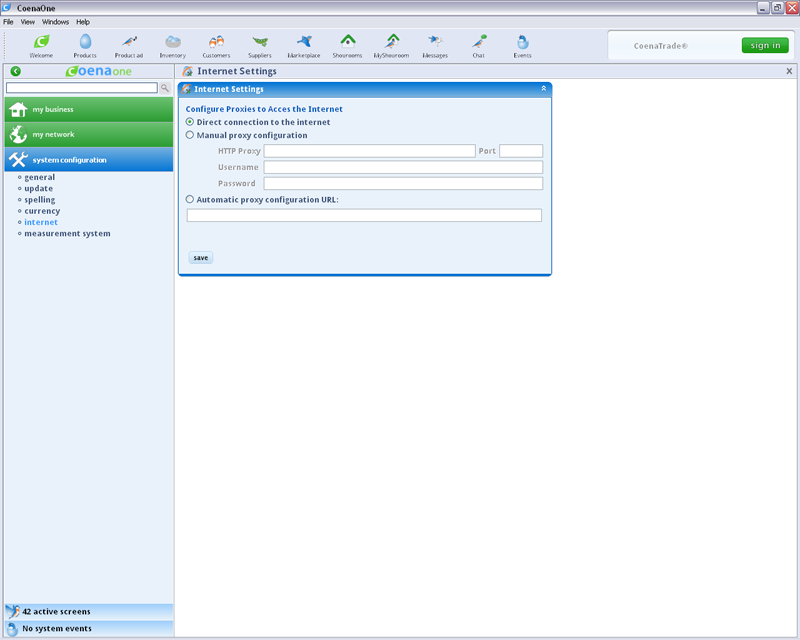 CoenaOne
File View Windows Help
Welcome Products Product ad Inventory Customers Suppliers Marketplace Showrooms MyShowroom Messages Chat Events
CoenaTrade®
sign in
Coenaone
Internet Settings
X
my business
my network
system configuration
general
update
spelling
currency
internet
measurement system
Internet Settings
Configure Proxies to Acces the Internet
Direct connection to the internet
Manual proxy configuration
HTTP Proxy
Port
Username
Password
Automatic proxy configuration URL:
save
42 active screens
No system events